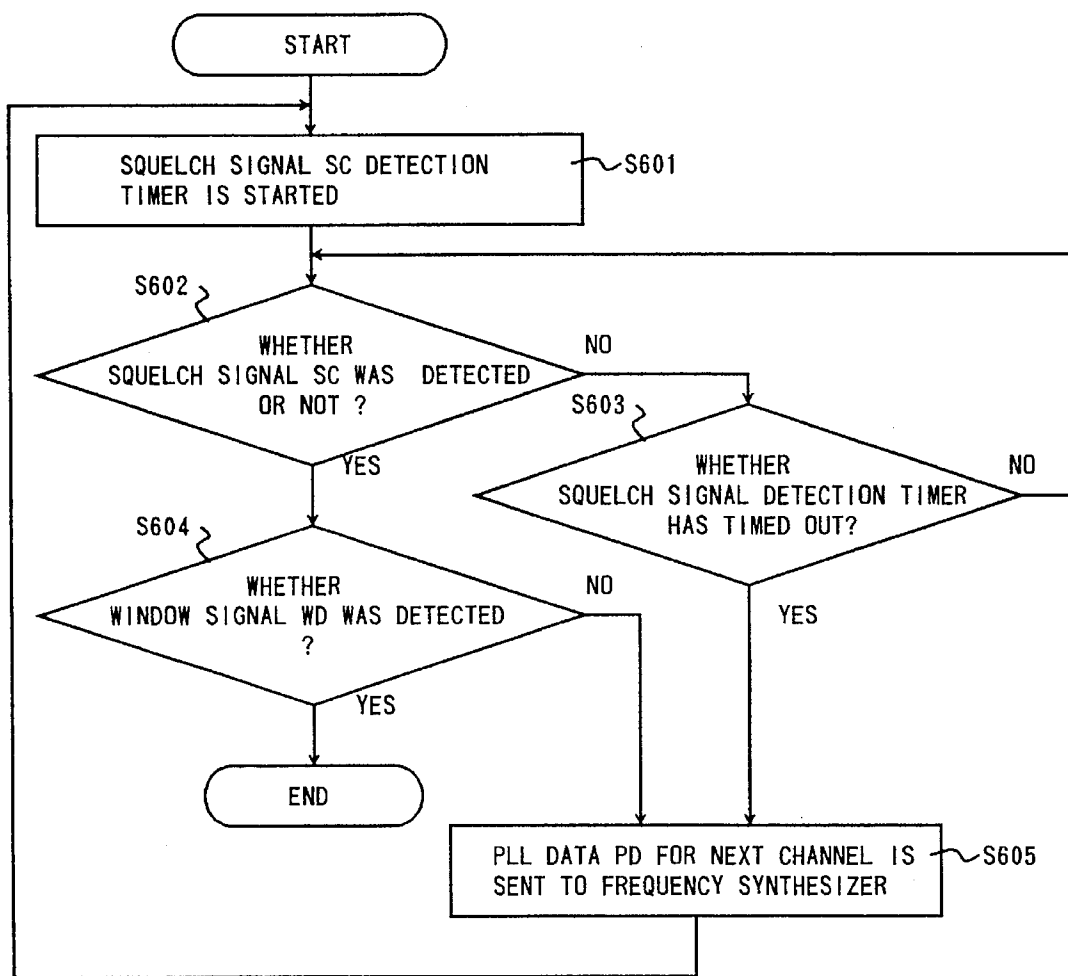 START
SQUELCH SIGNAL SC DETECTION
TIMER IS STARTED
S601
S602
WHETHER
SQUELCH SIGNAL SC WAS DETECTED
OR NOT ?
NO
YES
S603
WHETHER
SQUELCH SIGNAL DETECTION TIMER
HAS TIMED OUT?
NO
YES
S604
WHETHER
WINDOW SIGNAL WD WAS DETECTED
?
NO
YES
END
PLL DATA PD FOR NEXT CHANNEL IS
SENT TO FREQUENCY SYNTHESIZER
S605